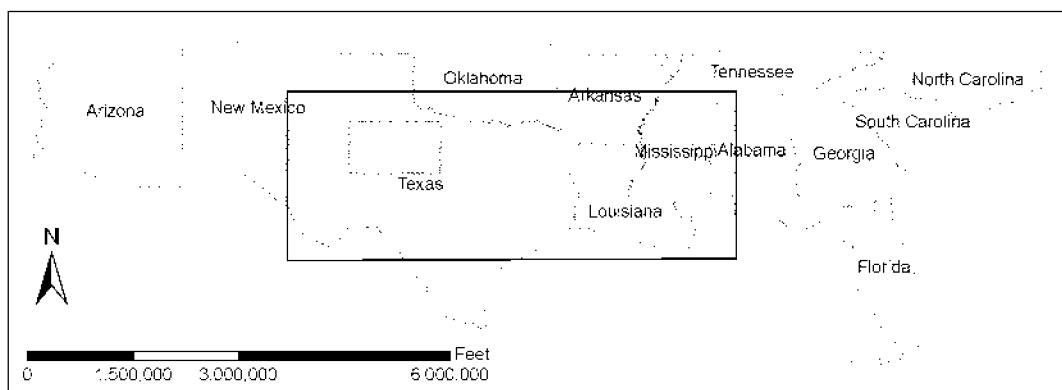 Oklahoma
Tennessee
North Carolina
Arizona
New Mexico
Arkansas
South Carolina
Mississippi
Alabama
Georgia
Texas
Louisiana
Florida
N
Feet
0 1,500,000 3,000,000 6,000,000